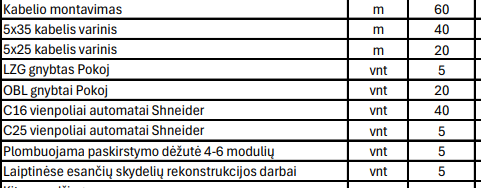 Kabelio montavimas m 60
5x35 kabelis varinis m 40
5x25 kabelis varinis m 20
LZG gnybtas Pokoj vnt 5
OBL gnybtai Pokoj vnt 20
C16 vienpoliai automatai Shneider vnt 40
C25 vienpoliai automatai Shneider vnt 5
Plombuojama paskirstymo dėžutė 4-6 modulių vnt 5
Laiptinėse esančių skydelių rekonstrukcijos darbai vnt 5